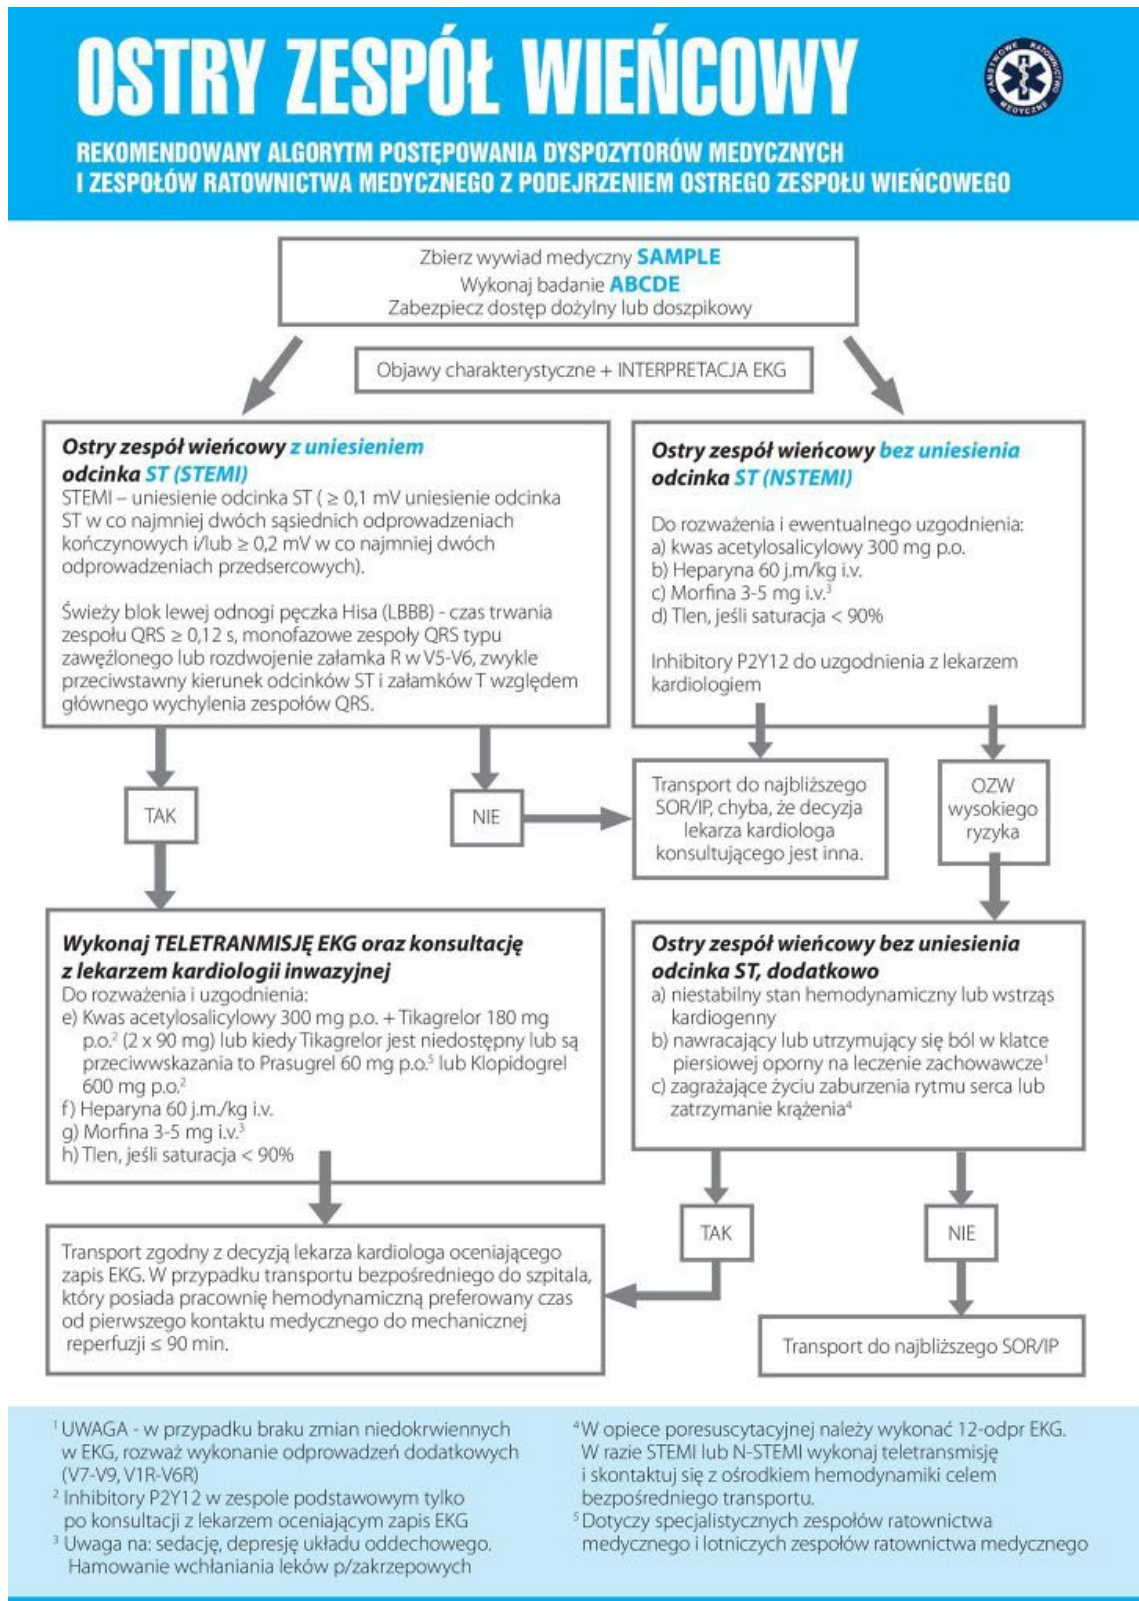 OSTRY ZESPÓŁ WIEŃCOWY
PAŃSTWOWE RATOWNICTWO MEDYCZNE
REKOMENDOWANY ALGORYTM POSTĘPOWANIA DYSPOZYTORÓW MEDYCZNYCH
I ZESPOŁÓW RATOWNICTWA MEDYCZNEGO Z PODEJRZENIEM OSTREGO ZESPOŁU WIEŃCOWEGO
Zbierz wywiad medyczny SAMPLE
Wykonaj badanie ABCDE
Zabezpiecz dostęp dożylny lub doszpikowy
Objawy charakterystyczne + INTERPRETACJA EKG
Ostry zespół wieńcowy z uniesieniem
odcinka ST (STEMI)
STEMI – uniesienie odcinka ST ( ≥ 0,1 mV uniesienie odcinka
ST w co najmniej dwóch sąsiednich odprowadzeniach
kończynowych i/lub ≥ 0,2 mV w co najmniej dwóch
odprowadzeniach przedsercowych).
Świeży blok lewej odnogi pęczka Hisa (LBBB) - czas trwania
zespołu QRS ≥ 0,12 s, monofazowe zespoły QRS typu
zawęźlonego lub rozdwojenie załamka R w V5-V6, zwykle
przeciwstawny kierunek odcinków ST i załamków T względem
głównego wychylenia zespołów QRS.
Ostry zespół wieńcowy bez uniesienia
odcinka ST (NSTEMI)
Do rozważenia i ewentualnego uzgodnienia:
a) kwas acetylosalicylowy 300 mg p.o.
b) Heparyna 60 j.m/kg i.v.
c) Morfina 3-5 mg i.v.³
d) Tlen, jeśli saturacja < 90%
Inhibitory P2Y12 do uzgodnienia z lekarzem
kardiologiem
TAK
NIE
Transport do najbliższego
SOR/IP, chyba, że decyzja
lekarza kardiologa
konsultującego jest inna.
OZW
wysokiego
ryzyka
Wykonaj TELETRANMISJĘ EKG oraz konsultację
z lekarzem kardiologii inwazyjnej
Do rozważenia i uzgodnienia:
e) Kwas acetylosalicylowy 300 mg p.o. + Tikagrelor 180 mg
p.o.² (2 x 90 mg) lub kiedy Tikagrelor jest niedostępny lub są
przeciwwskazania to Prasugrel 60 mg p.o.⁵ lub Klopidogrel
600 mg p.o.²
f) Heparyna 60 j.m./kg i.v.
g) Morfina 3-5 mg i.v.³
h) Tlen, jeśli saturacja < 90%
Ostry zespół wieńcowy bez uniesienia
odcinka ST, dodatkowo
a) niestabilny stan hemodynamiczny lub wstrząs
kardiogenny
b) nawracający lub utrzymujący się ból w klatce
piersiowej oporny na leczenie zachowawcze¹
c) zagrażające życiu zaburzenia rytmu serca lub
zatrzymanie krążenia⁴
TAK
NIE
Transport zgodny z decyzją lekarza kardiologa oceniającego
zapis EKG. W przypadku transportu bezpośredniego do szpitala,
który posiada pracownię hemodynamiczną preferowany czas
od pierwszego kontaktu medycznego do mechanicznej
reperfuzji ≤ 90 min.
Transport do najbliższego SOR/IP
¹ UWAGA - w przypadku braku zmian niedokrwiennych
w EKG, rozważ wykonanie odprowadzeń dodatkowych
(V7-V9, V1R-V6R)
² Inhibitory P2Y12 w zespole podstawowym tylko
po konsultacji z lekarzem oceniającym zapis EKG
³ Uwaga na: sedację, depresję układu oddechowego.
Hamowanie wchłaniania leków p/zakrzepowych
⁴ W opiece poresuscytacyjnej należy wykonać 12-odpr EKG.
W razie STEMI lub N-STEMI wykonaj teletransmisję
i skontaktuj się z ośrodkiem hemodynamiki celem
bezpośredniego transportu.
⁵ Dotyczy specjalistycznych zespołów ratownictwa
medycznego i lotniczych zespołów ratownictwa medycznego